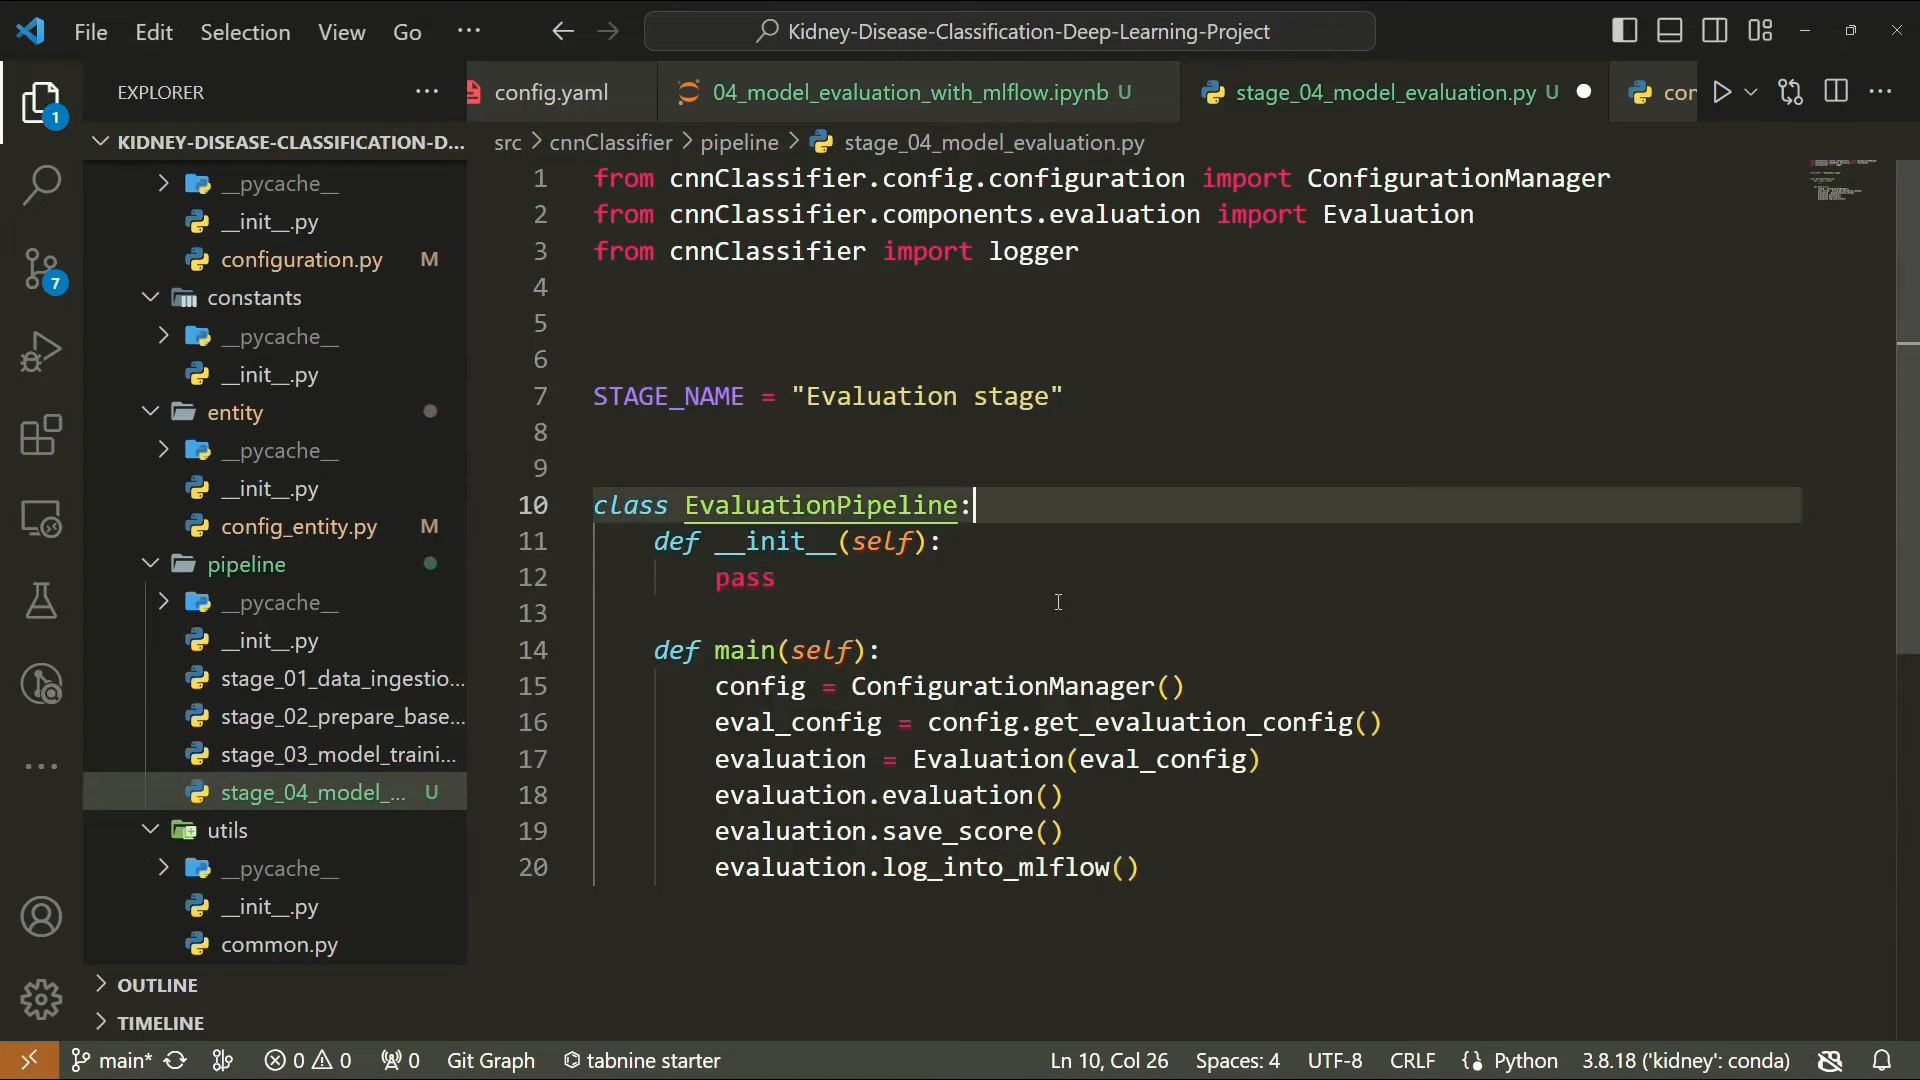 File Edit Selection View Go ···
Kidney-Disease-Classification-Deep-Learning-Project
EXPLORER ···
config.yaml
04_model_evaluation_with_mlflow.ipynb U
stage_04_model_evaluation.py U
con
1
KIDNEY-DISEASE-CLASSIFICATION-D...
src > cnnClassifier > pipeline > stage_04_model_evaluation.py
__pycache__
__init__.py
configuration.py M
7
constants
__pycache__
__init__.py
entity
__pycache__
__init__.py
config_entity.py M
pipeline
__pycache__
__init__.py
stage_01_data_ingestio...
stage_02_prepare_base...
stage_03_model_traini...
stage_04_model_... U
utils
__pycache__
__init__.py
common.py
OUTLINE
TIMELINE
1 from cnnClassifier.config.configuration import ConfigurationManager
2 from cnnClassifier.components.evaluation import Evaluation
3 from cnnClassifier import logger
4
5
6
7 STAGE_NAME = "Evaluation stage"
8
9
10 class EvaluationPipeline:
11 def __init__(self):
12 pass
13
14 def main(self):
15 config = ConfigurationManager()
16 eval_config = config.get_evaluation_config()
17 evaluation = Evaluation(eval_config)
18 evaluation.evaluation()
19 evaluation.save_score()
20 evaluation.log_into_mlflow()
main* 0 0 0 Git Graph tabnine starter Ln 10, Col 26 Spaces: 4 UTF-8 CRLF Python 3.8.18 ('kidney': conda)